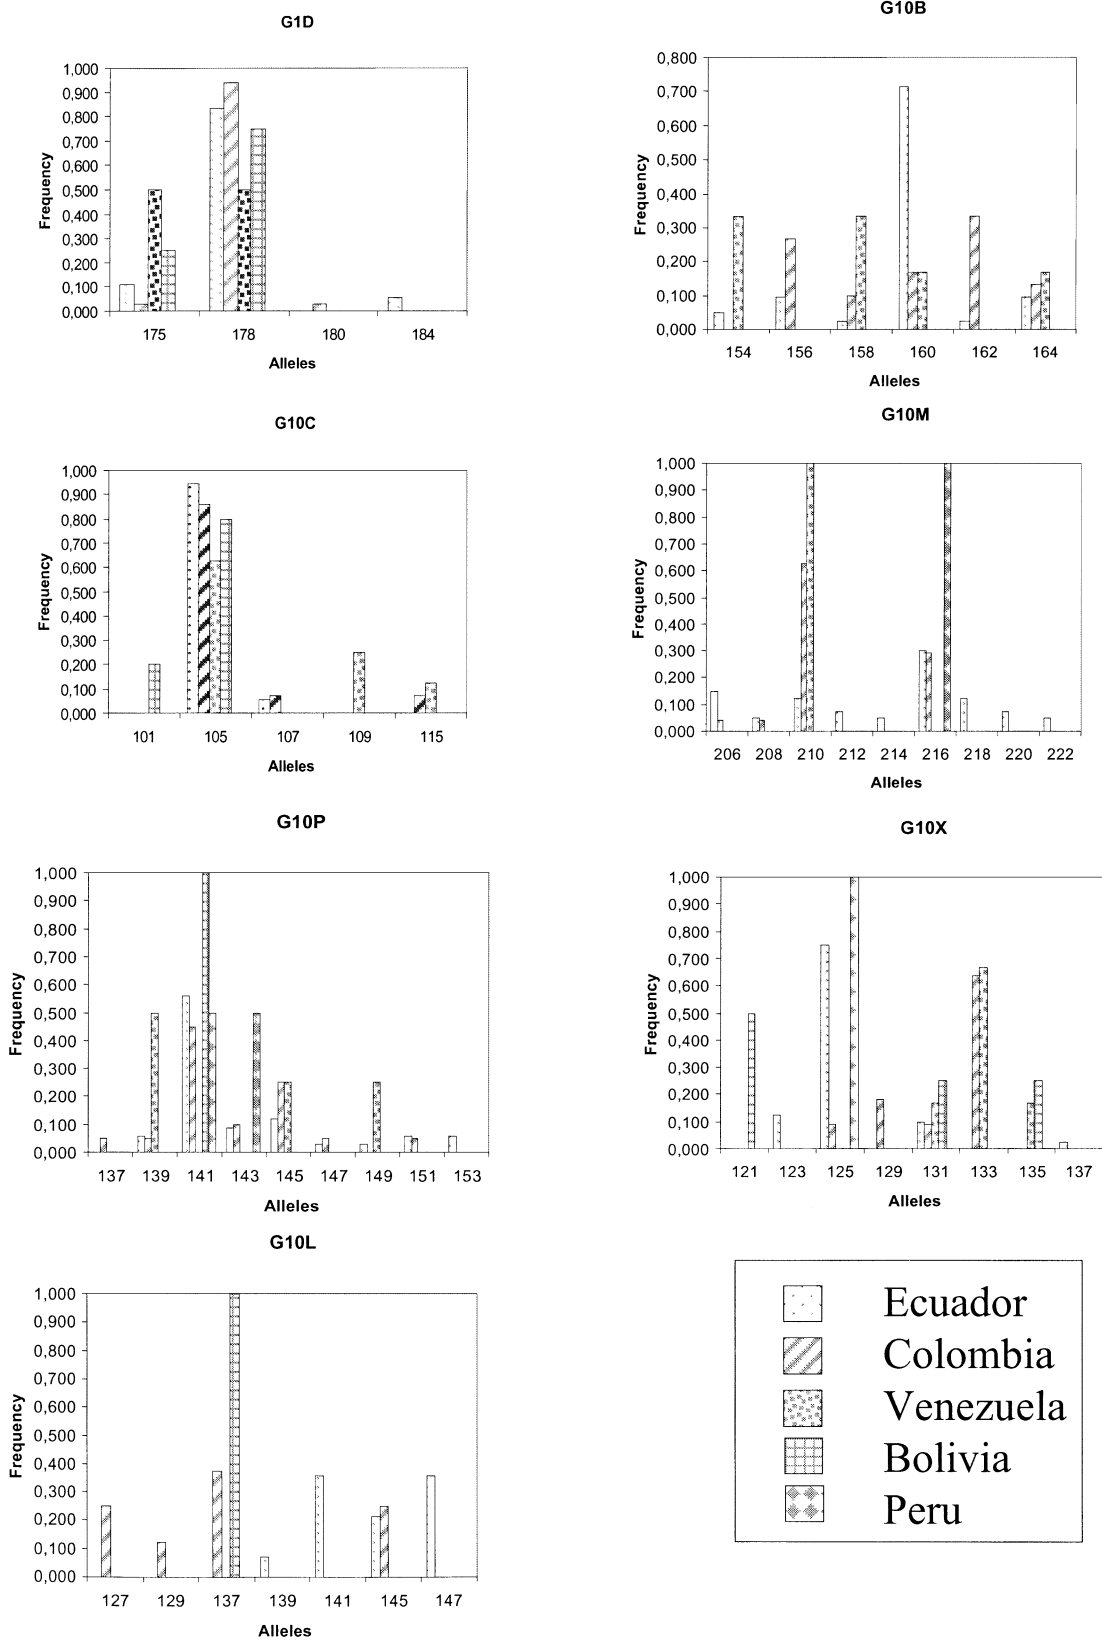 G1D
1,000
0,900
0,800
0,700
0,600
0,500
0,400
0,300
0,200
0,100
0,000
Frequency
175 178 180 184
Alleles
G10B
0,800
0,700
0,600
0,500
0,400
0,300
0,200
0,100
0,000
Frequency
154 156 158 160 162 164
Alleles
G10C
1,000
0,900
0,800
0,700
0,600
0,500
0,400
0,300
0,200
0,100
0,000
Frequency
101 105 107 109 115
Alleles
G10M
1,000
0,900
0,800
0,700
0,600
0,500
0,400
0,300
0,200
0,100
0,000
Frequency
206 208 210 212 214 216 218 220 222
Alleles
G10P
1,000
0,900
0,800
0,700
0,600
0,500
0,400
0,300
0,200
0,100
0,000
Frequency
137 139 141 143 145 147 149 151 153
Alleles
G10X
1,000
0,900
0,800
0,700
0,600
0,500
0,400
0,300
0,200
0,100
0,000
Frequency
121 123 125 129 131 133 135 137
Alleles
G10L
1,000
0,900
0,800
0,700
0,600
0,500
0,400
0,300
0,200
0,100
0,000
Frequency
127 129 137 139 141 145 147
Alleles
Ecuador
Colombia
Venezuela
Bolivia
Peru